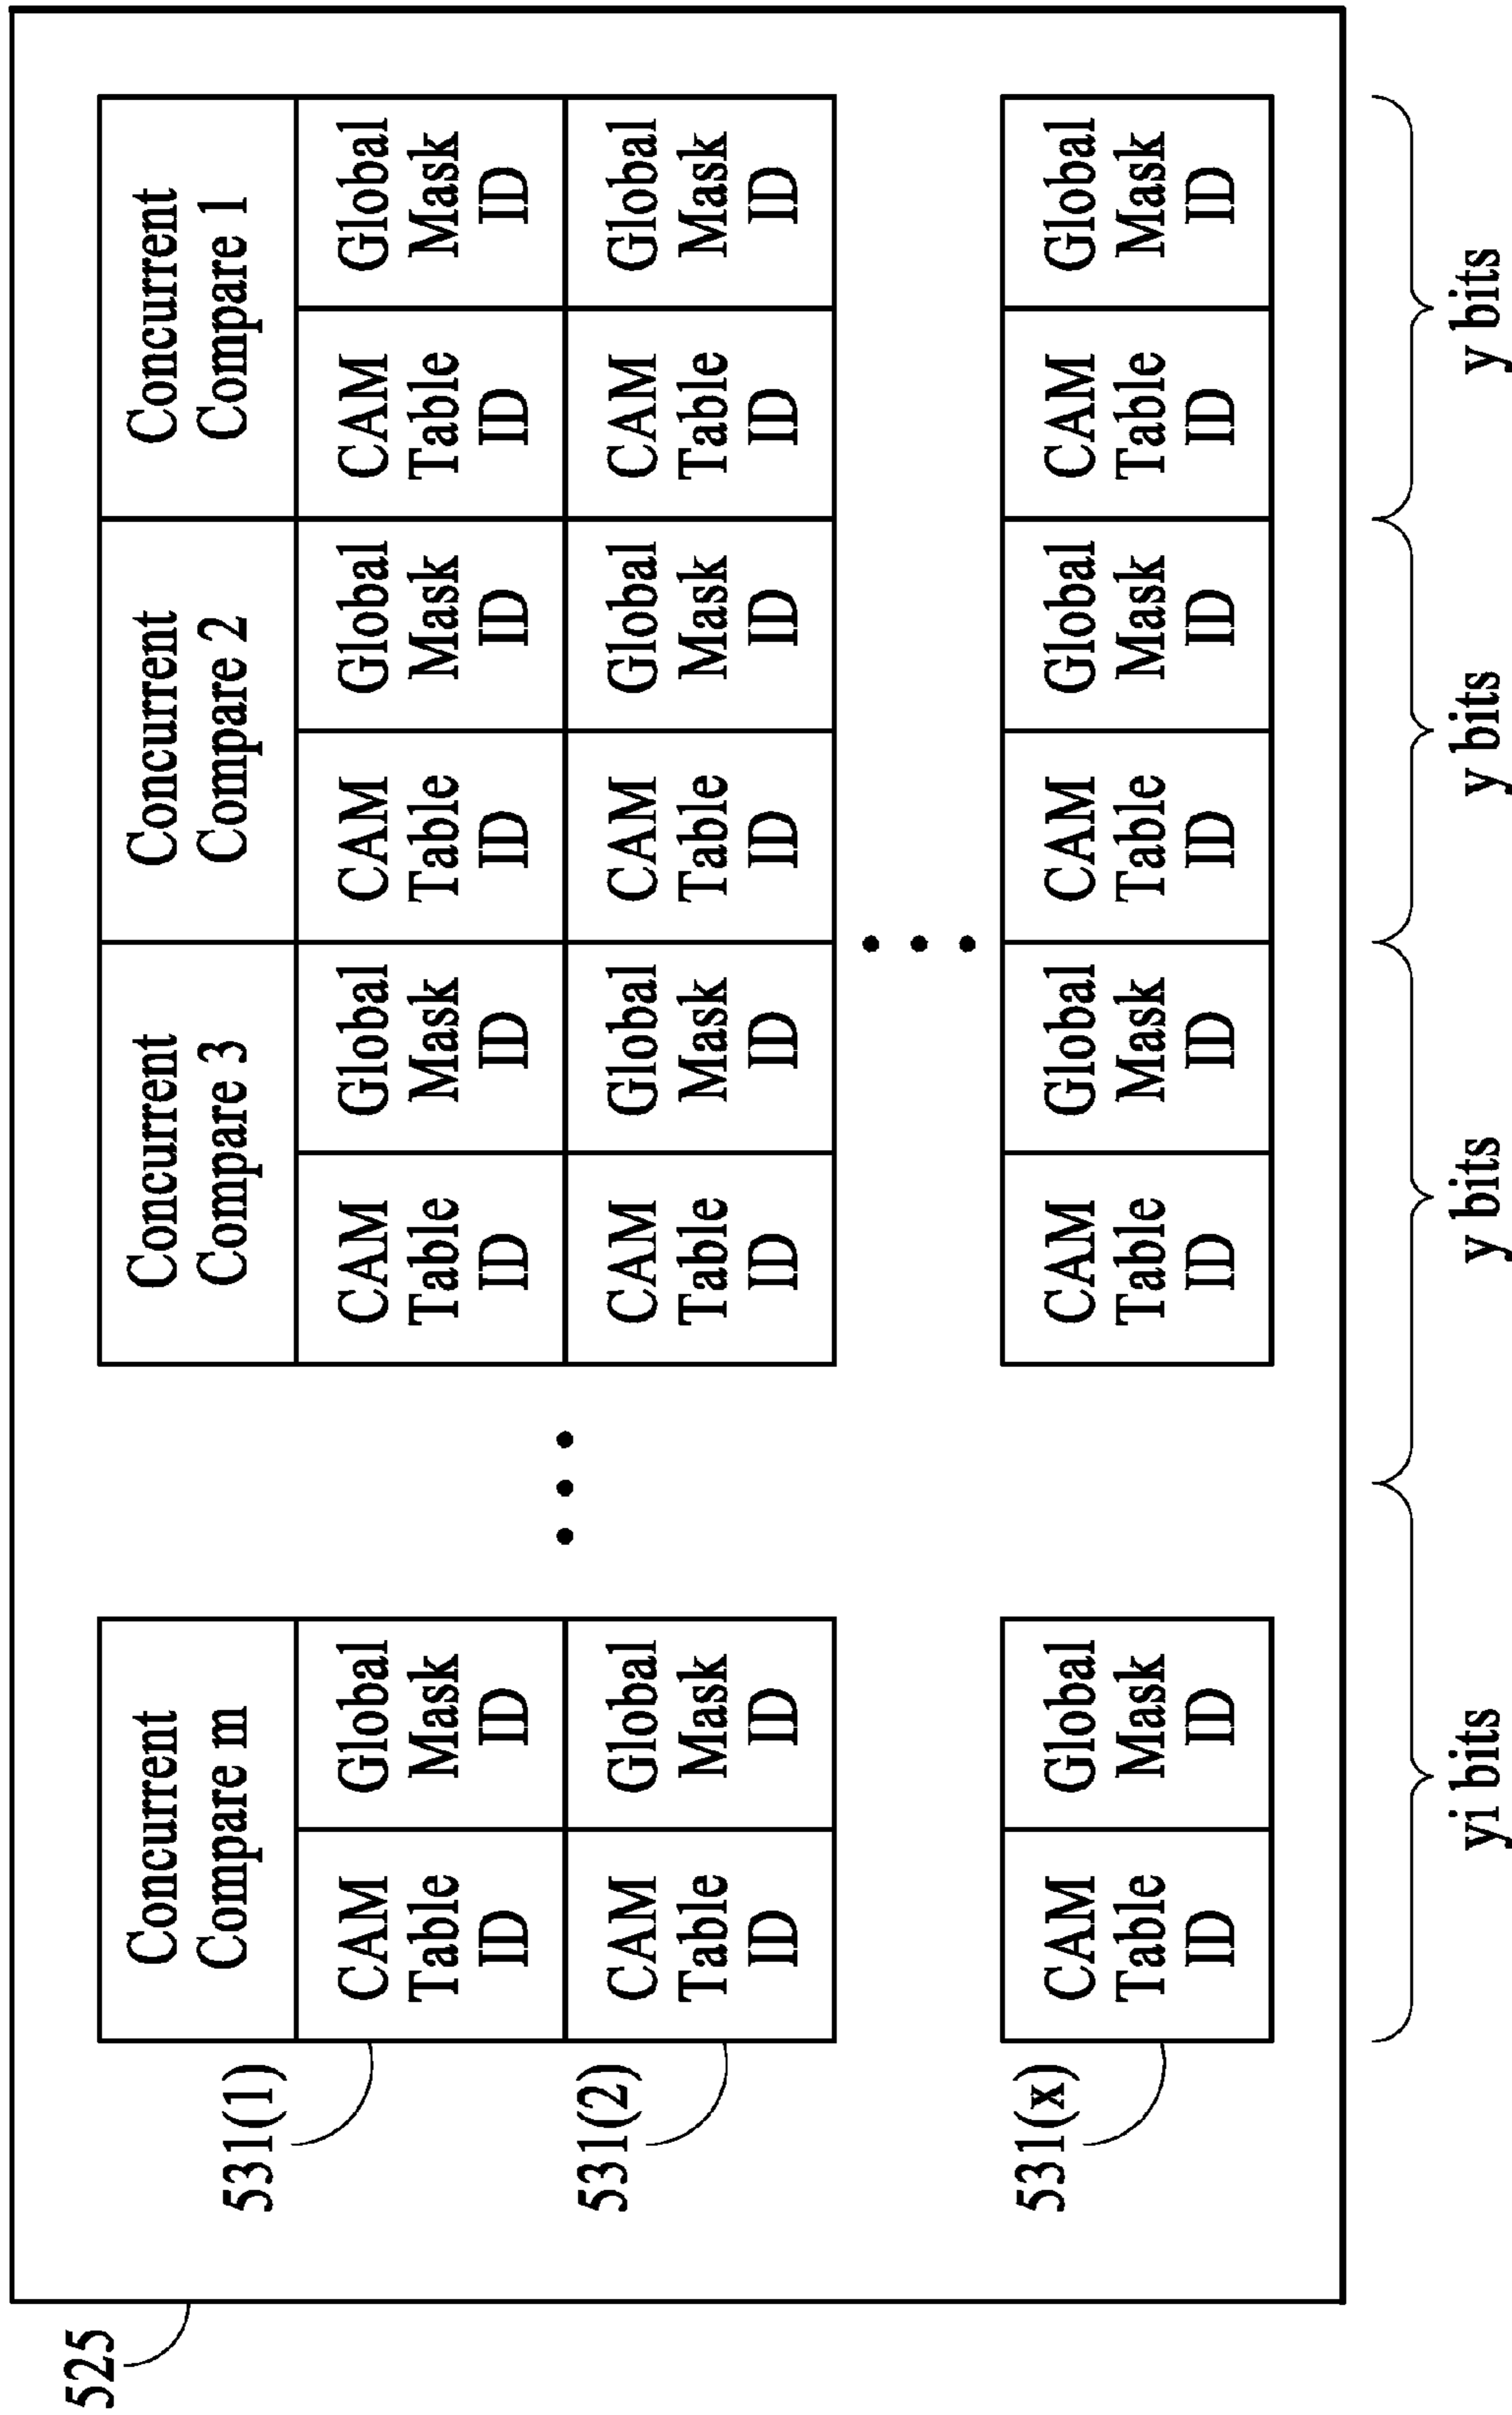 525
Concurrent
Compare m
Concurrent
Compare 3
Concurrent
Compare 2
Concurrent
Compare 1
531(1)
CAM
Table
ID
Global
Mask
ID
CAM
Table
ID
Global
Mask
ID
CAM
Table
ID
Global
Mask
ID
CAM
Table
ID
Global
Mask
ID
531(2)
CAM
Table
ID
Global
Mask
ID
CAM
Table
ID
Global
Mask
ID
CAM
Table
ID
Global
Mask
ID
CAM
Table
ID
Global
Mask
ID
531(x)
CAM
Table
ID
Global
Mask
ID
CAM
Table
ID
Global
Mask
ID
CAM
Table
ID
Global
Mask
ID
CAM
Table
ID
Global
Mask
ID
yi bits
y bits
y bits
y bits